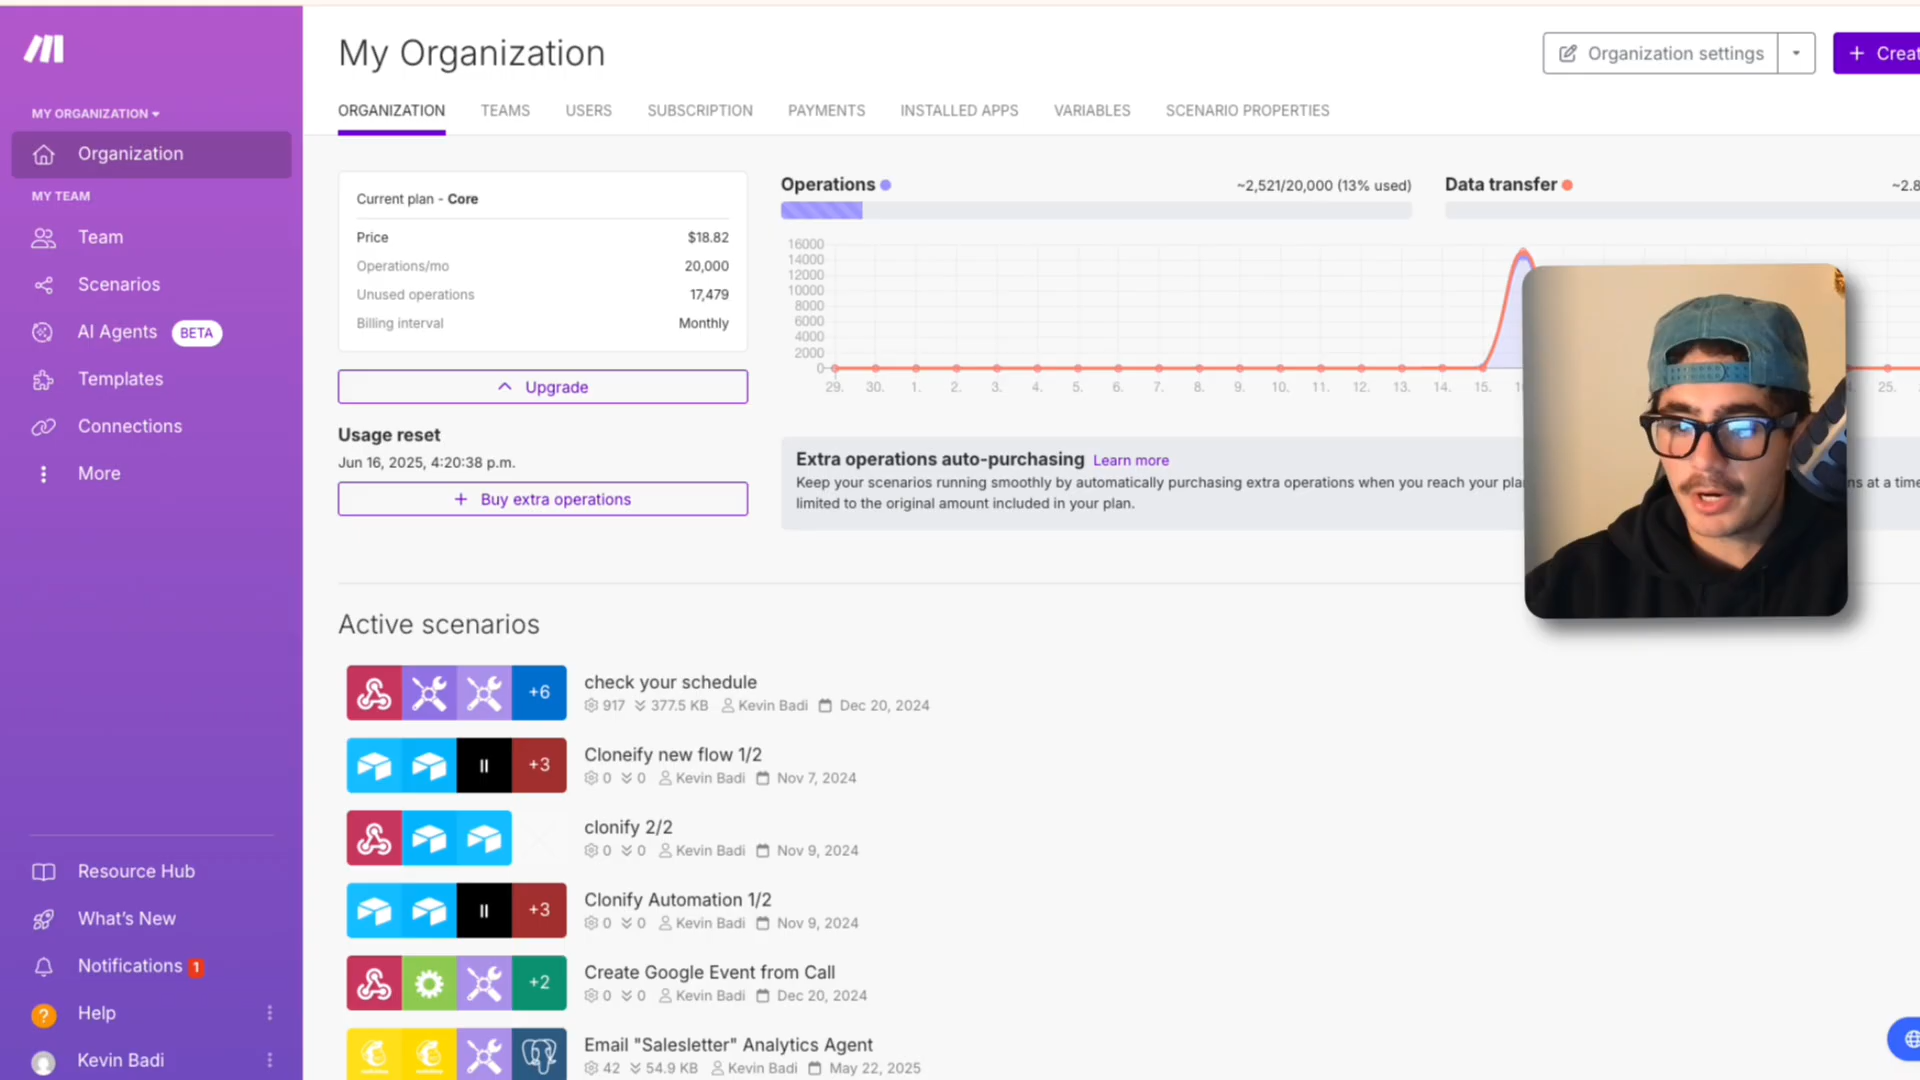 My Organization
Organization settings
+ Creat
MY ORGANIZATION
ORGANIZATION TEAMS USERS SUBSCRIPTION PAYMENTS INSTALLED APPS VARIABLES SCENARIO PROPERTIES
Organization
MY TEAM
Team
Scenarios
AI Agents BETA
Templates
Connections
More
Resource Hub
What's New
Notifications 1
Help
Kevin Badi
Current plan - Core
Price $18.82
Operations/mo 20,000
Unused operations 17,479
Billing interval Monthly
Upgrade
Usage reset
Jun 16, 2025, 4:20:38 p.m.
+ Buy extra operations
Operations ~2,521/20,000 (13% used)
Data transfer ~2.8
16000
14000
12000
10000
8000
6000
4000
2000
0
29. 30. 1. 2. 3. 4. 5. 6. 7. 8. 9. 10. 11. 12. 13. 14. 15. 25.
Extra operations auto-purchasing Learn more
Keep your scenarios running smoothly by automatically purchasing extra operations when you reach your plan ns at a time
limited to the original amount included in your plan.
Active scenarios
+6 check your schedule
917 377.5 KB Kevin Badi Dec 20, 2024
+3 Cloneify new flow 1/2
0 0 Kevin Badi Nov 7, 2024
clonify 2/2
0 0 Kevin Badi Nov 9, 2024
+3 Clonify Automation 1/2
0 0 Kevin Badi Nov 9, 2024
+2 Create Google Event from Call
0 0 Kevin Badi Dec 20, 2024
Email "Salesletter" Analytics Agent
42 54.9 KB Kevin Badi May 22, 2025